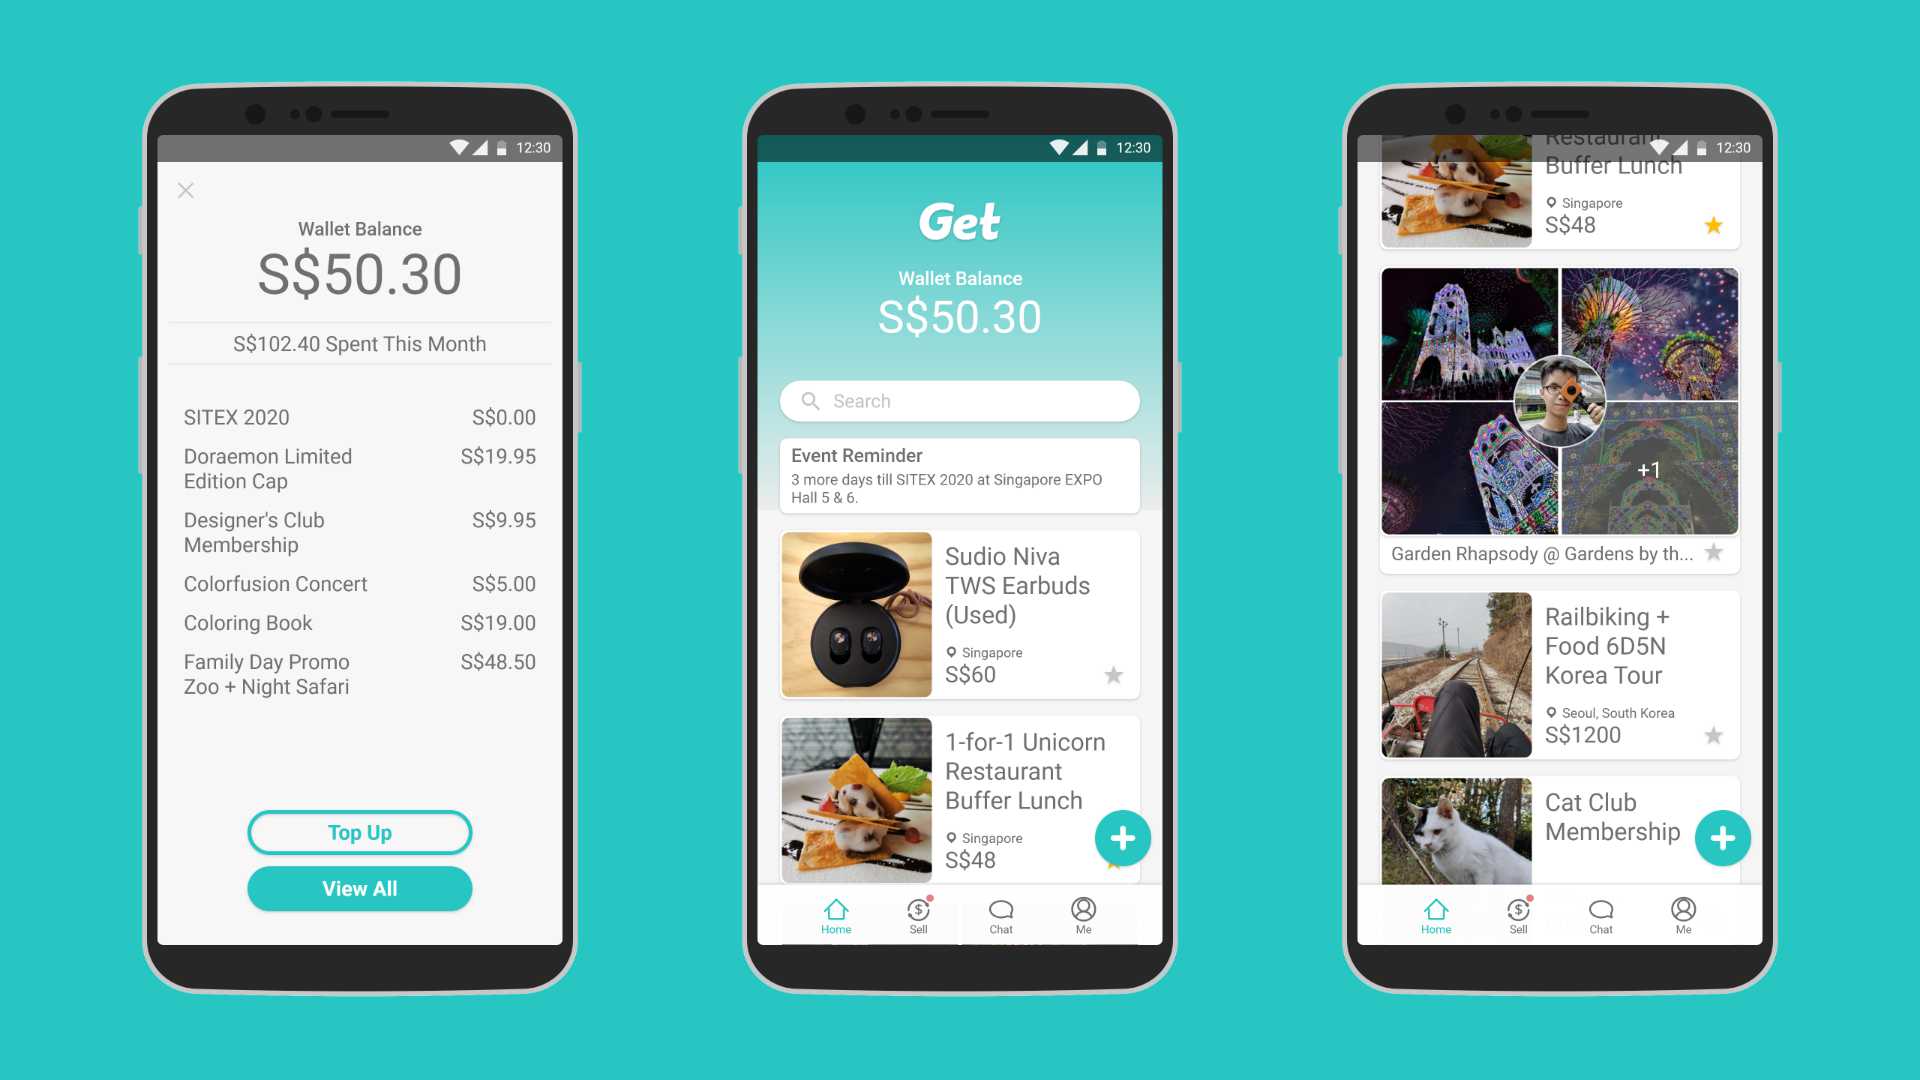 12:30
Wallet Balance
S$50.30
S$102.40 Spent This Month
SITEX 2020 S$0.00
Doraemon Limited S$19.95
Edition Cap
Designer's Club S$9.95
Membership
Colorfusion Concert S$5.00
Coloring Book S$19.00
Family Day Promo S$48.50
Zoo + Night Safari
Top Up
View All
12:30
Get
Wallet Balance
S$50.30
Search
Event Reminder
3 more days till SITEX 2020 at Singapore EXPO
Hall 5 & 6.
Sudio Niva
TWS Earbuds
(Used)
Singapore
S$60
1-for-1 Unicorn
Restaurant
Buffer Lunch
Singapore
S$48
Home Sell Chat Me
12:30
Restaurant
Buffer Lunch
Singapore
S$48
+1
Garden Rhapsody @ Gardens by th...
Railbiking +
Food 6D5N
Korea Tour
Seoul, South Korea
S$1200
Cat Club
Membership
Home Sell Chat Me